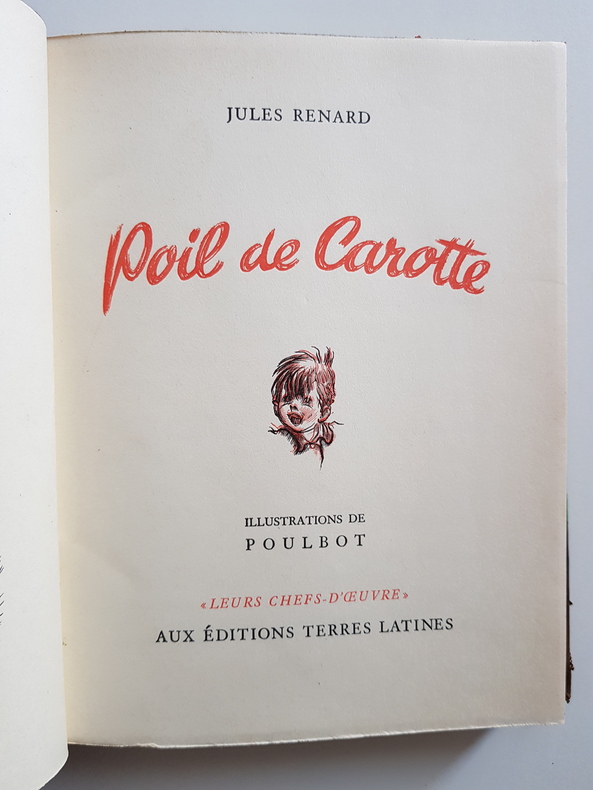 JULES RENARD
Poil de Carotte
ILLUSTRATIONS DE
POULBOT
« LEURS CHEFS-D'ŒUVRE »
AUX ÉDITIONS TERRES LATINES